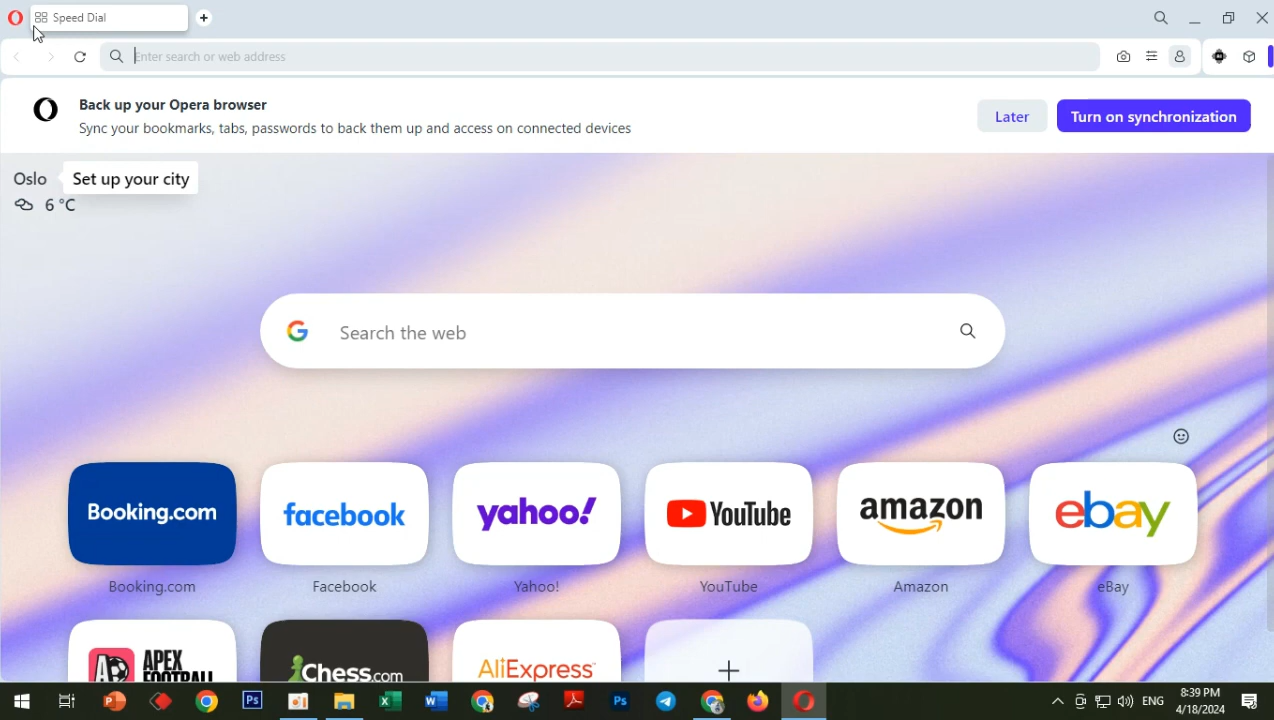 Speed Dial
Enter search or web address
Back up your Opera browser
Sync your bookmarks, tabs, passwords to back them up and access on connected devices
Later
Turn on synchronization
Oslo
Set up your city
6 °C
Search the web
Booking.com
facebook
yahoo!
YouTube
amazon
ebay
Booking.com
Facebook
Yahoo!
YouTube
Amazon
eBay
APEX
FOOTBALL
Chess.com
AliExpress
ENG
8:39 PM
4/18/2024